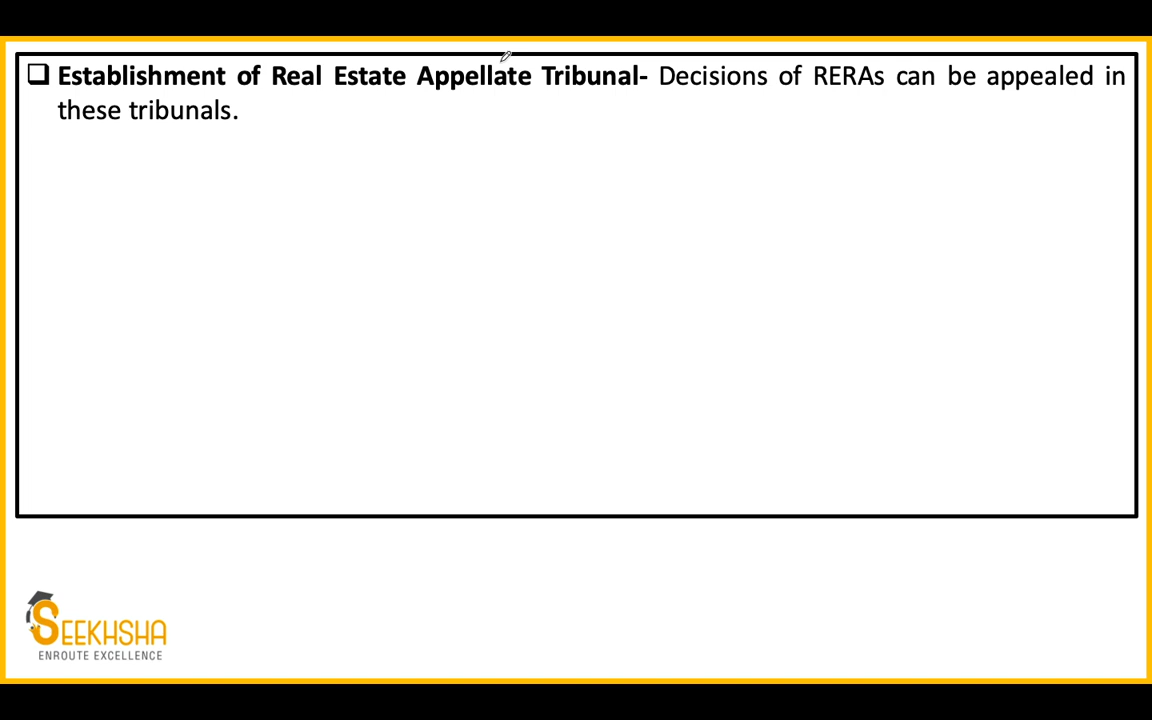 Establishment of Real Estate Appellate Tribunal- Decisions of RERAs can be appealed in
these tribunals.
SEEKHSHA
ENROUTE EXCELLENCE